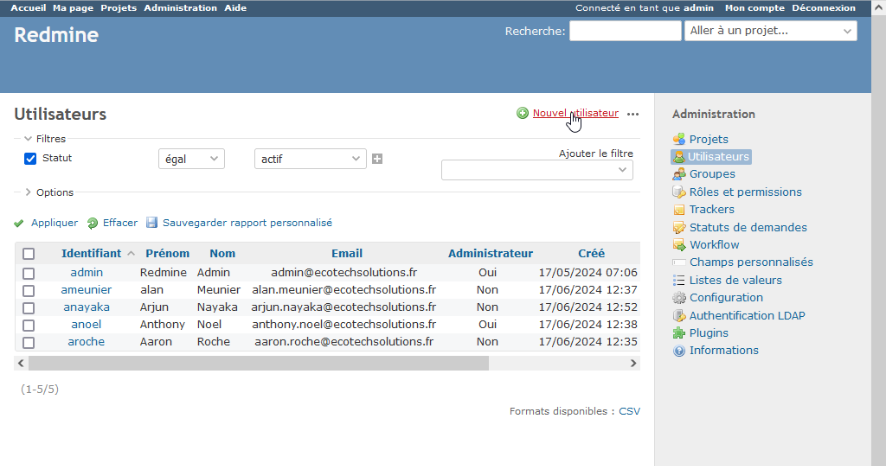 Accueil Ma page Projets Administration Aide Connecté en tant que admin Mon compte Déconnexion
Redmine Recherche: Aller à un projet...
Utilisateurs Nouvel utilisateur ...
Filtres
Statut égal actif Ajouter le filtre
Options
Appliquer Effacer Sauvegarder rapport personnalisé
Identifiant Prénom Nom Email Administrateur Créé
admin Redmine Admin admin@ecotechsolutions.fr Oui 17/05/2024 07:06
ameunier alan Meunier alan.meunier@ecotechsolutions.fr Non 17/06/2024 12:37
anayaka Arjun Nayaka arjun.nayaka@ecotechsolutions.fr Non 17/06/2024 12:52
anoel Anthony Noel anthony.noel@ecotechsolutions.fr Oui 17/06/2024 12:38
aroche Aaron Roche aaron.roche@ecotechsolutions.fr Non 17/06/2024 12:35
(1-5/5)
Formats disponibles : CSV
Administration
Projets
Utilisateurs
Groupes
Rôles et permissions
Trackers
Statuts de demandes
Workflow
Champs personnalisés
Listes de valeurs
Configuration
Authentification LDAP
Plugins
Informations